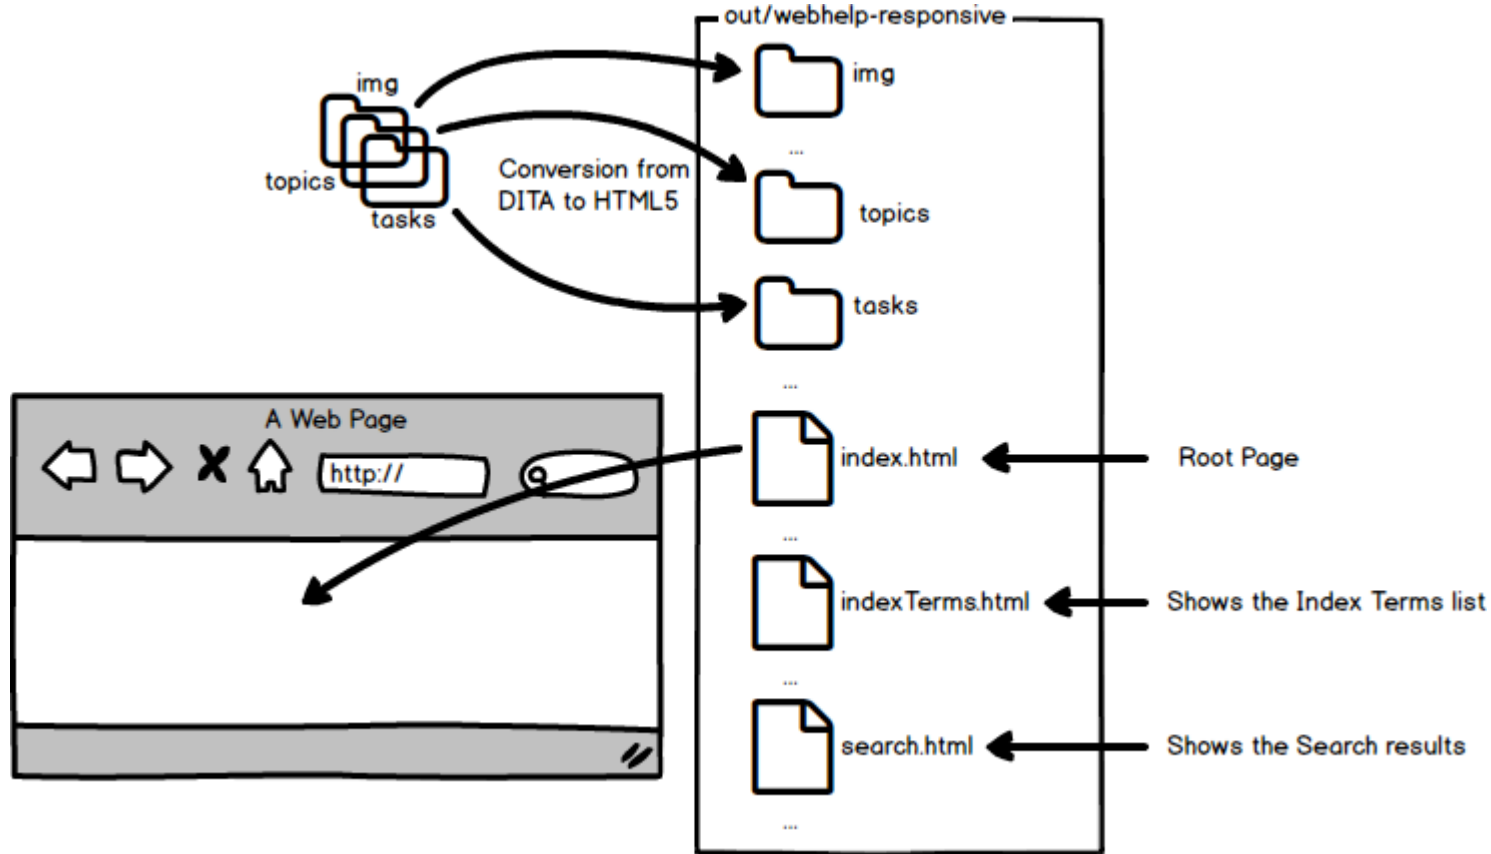 out/webhelp-responsive
img
img
...
topics
Conversion from
DITA to HTML5
tasks
topics
tasks
...
A Web Page
http://
index.html
Root Page
...
indexTerms.html
Shows the Index Terms list
...
search.html
Shows the Search results
...